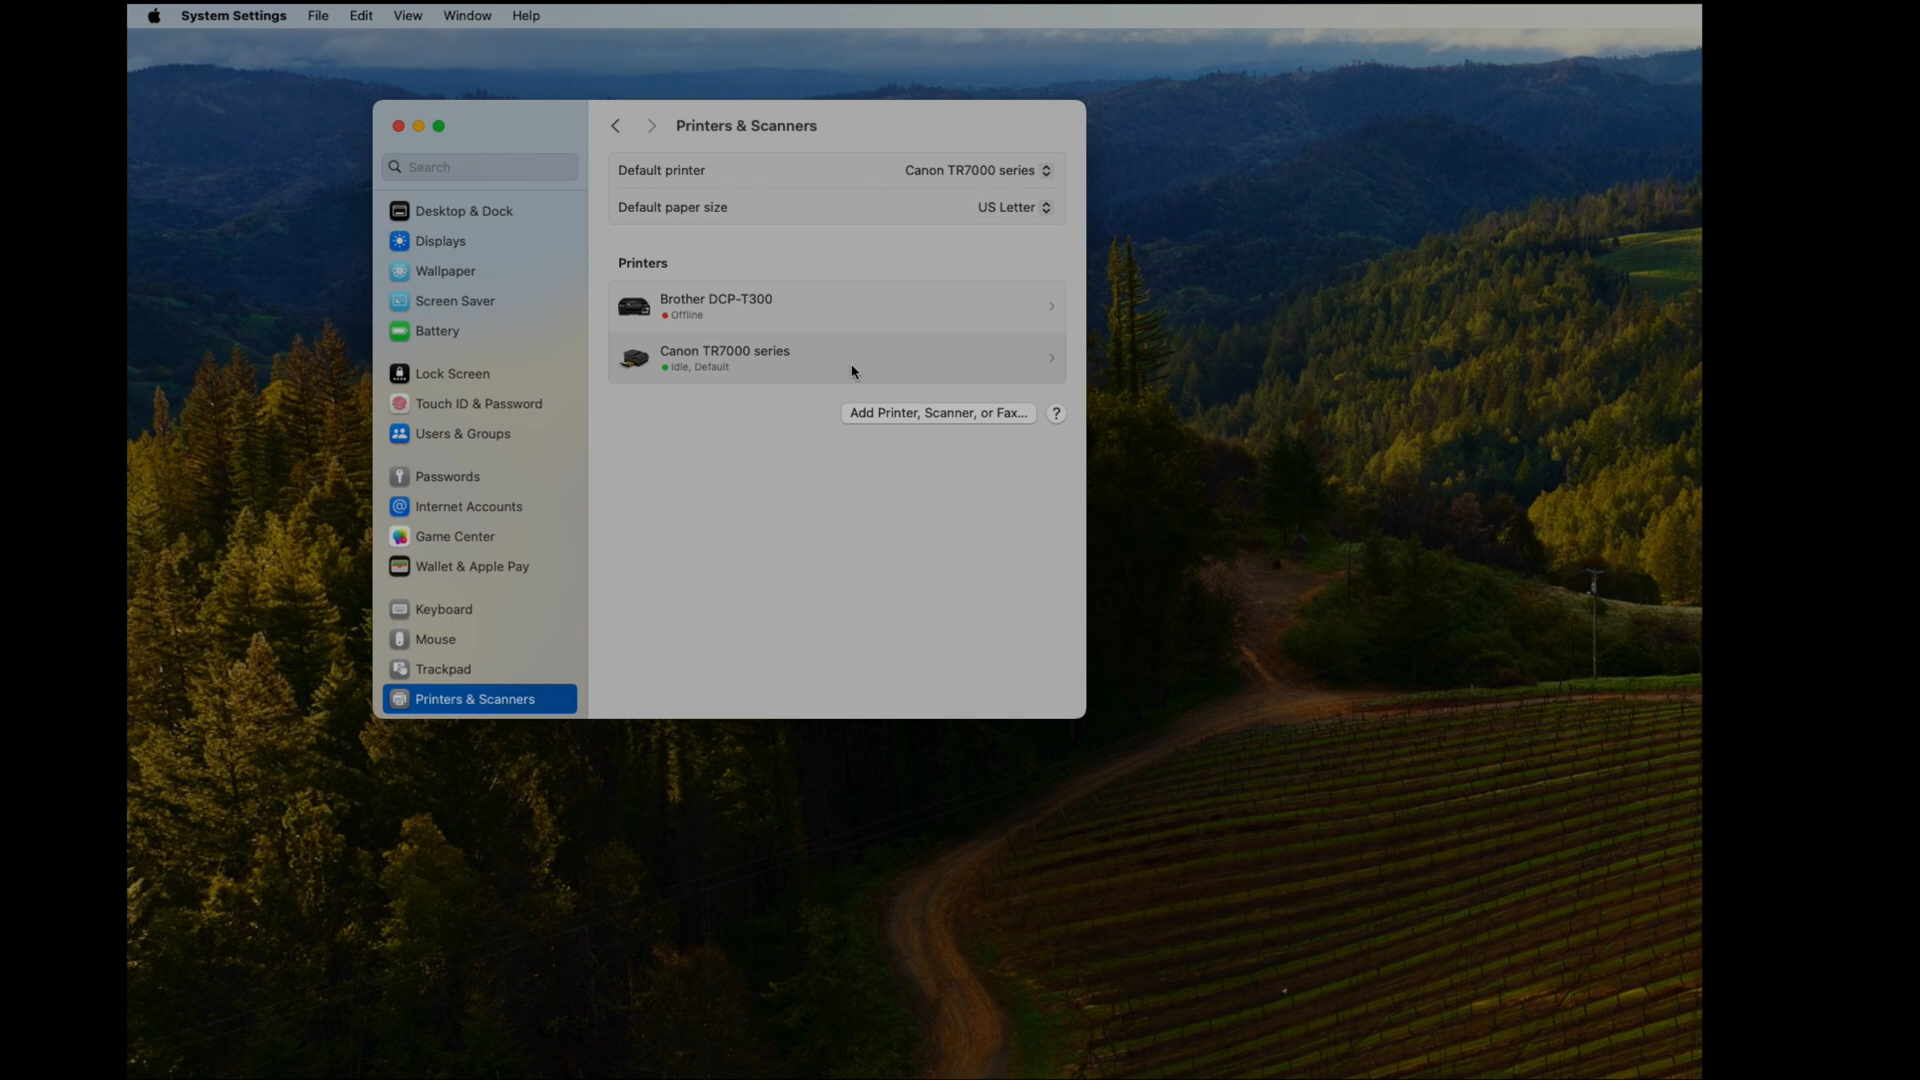 System Settings File Edit View Window Help
Printers & Scanners
Search
Default printer Canon TR7000 series
Default paper size US Letter
Printers
Brother DCP-T300
Offline
Canon TR7000 series
Idle, Default
Add Printer, Scanner, or Fax... ?
Desktop & Dock
Displays
Wallpaper
Screen Saver
Battery
Lock Screen
Touch ID & Password
Users & Groups
Passwords
Internet Accounts
Game Center
Wallet & Apple Pay
Keyboard
Mouse
Trackpad
Printers & Scanners